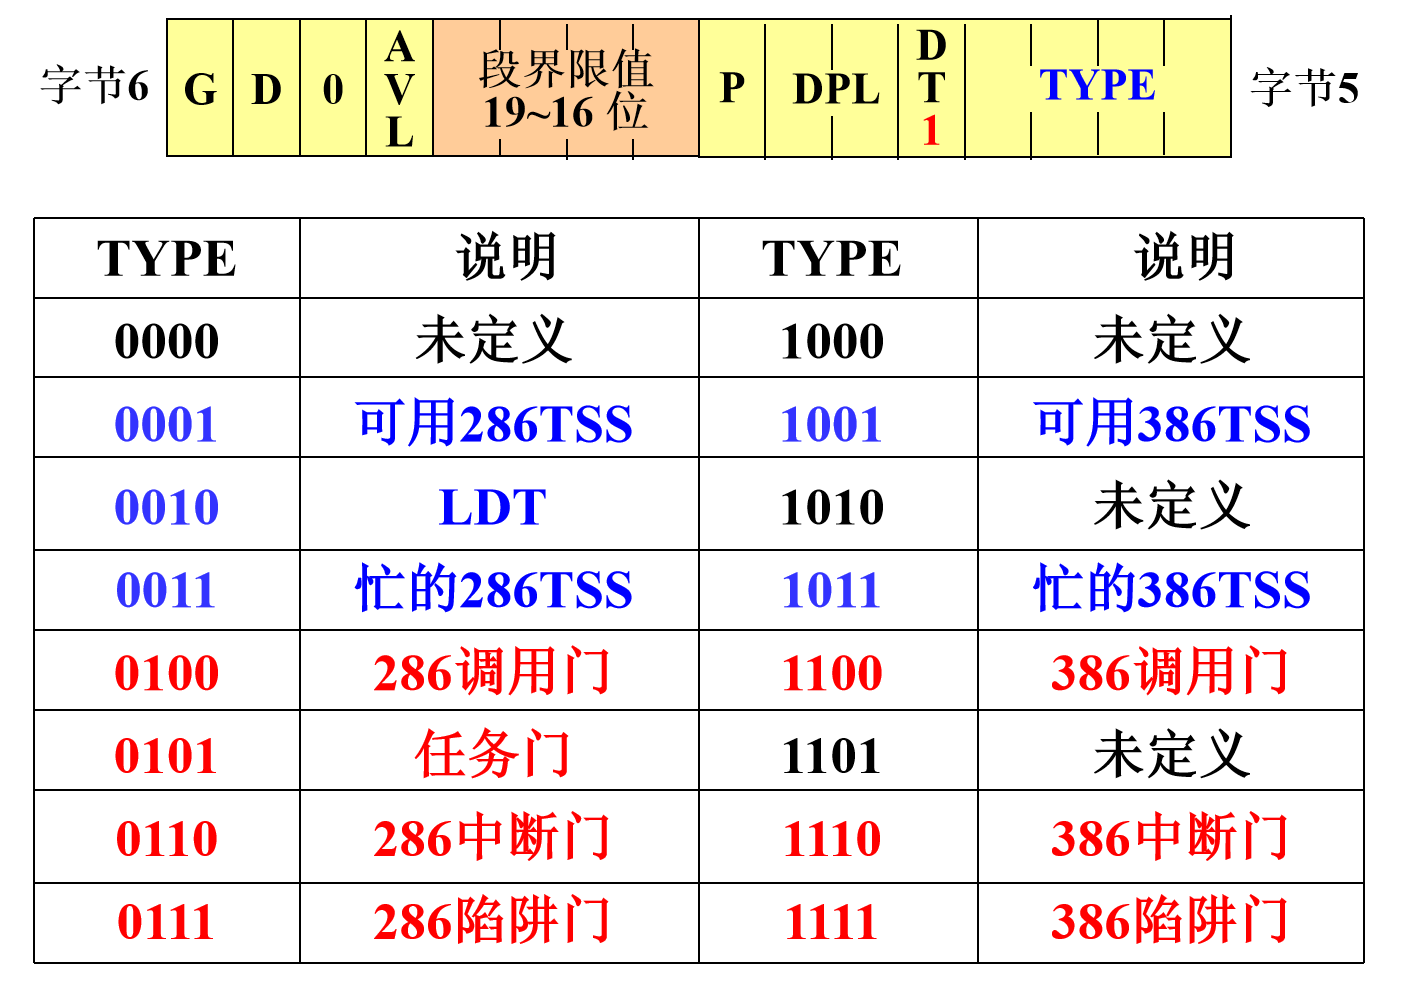 字节6 G D 0 AVL 段界限值 P DPL DT1 TYPE 字节5
19~16 位
TYPE 说明 TYPE 说明
0000 未定义 1000 未定义
0001 可用286TSS 1001 可用386TSS
0010 LDT 1010 未定义
0011 忙的286TSS 1011 忙的386TSS
0100 286调用门 1100 386调用门
0101 任务门 1101 未定义
0110 286中断门 1110 386中断门
0111 286陷阱门 1111 386陷阱门